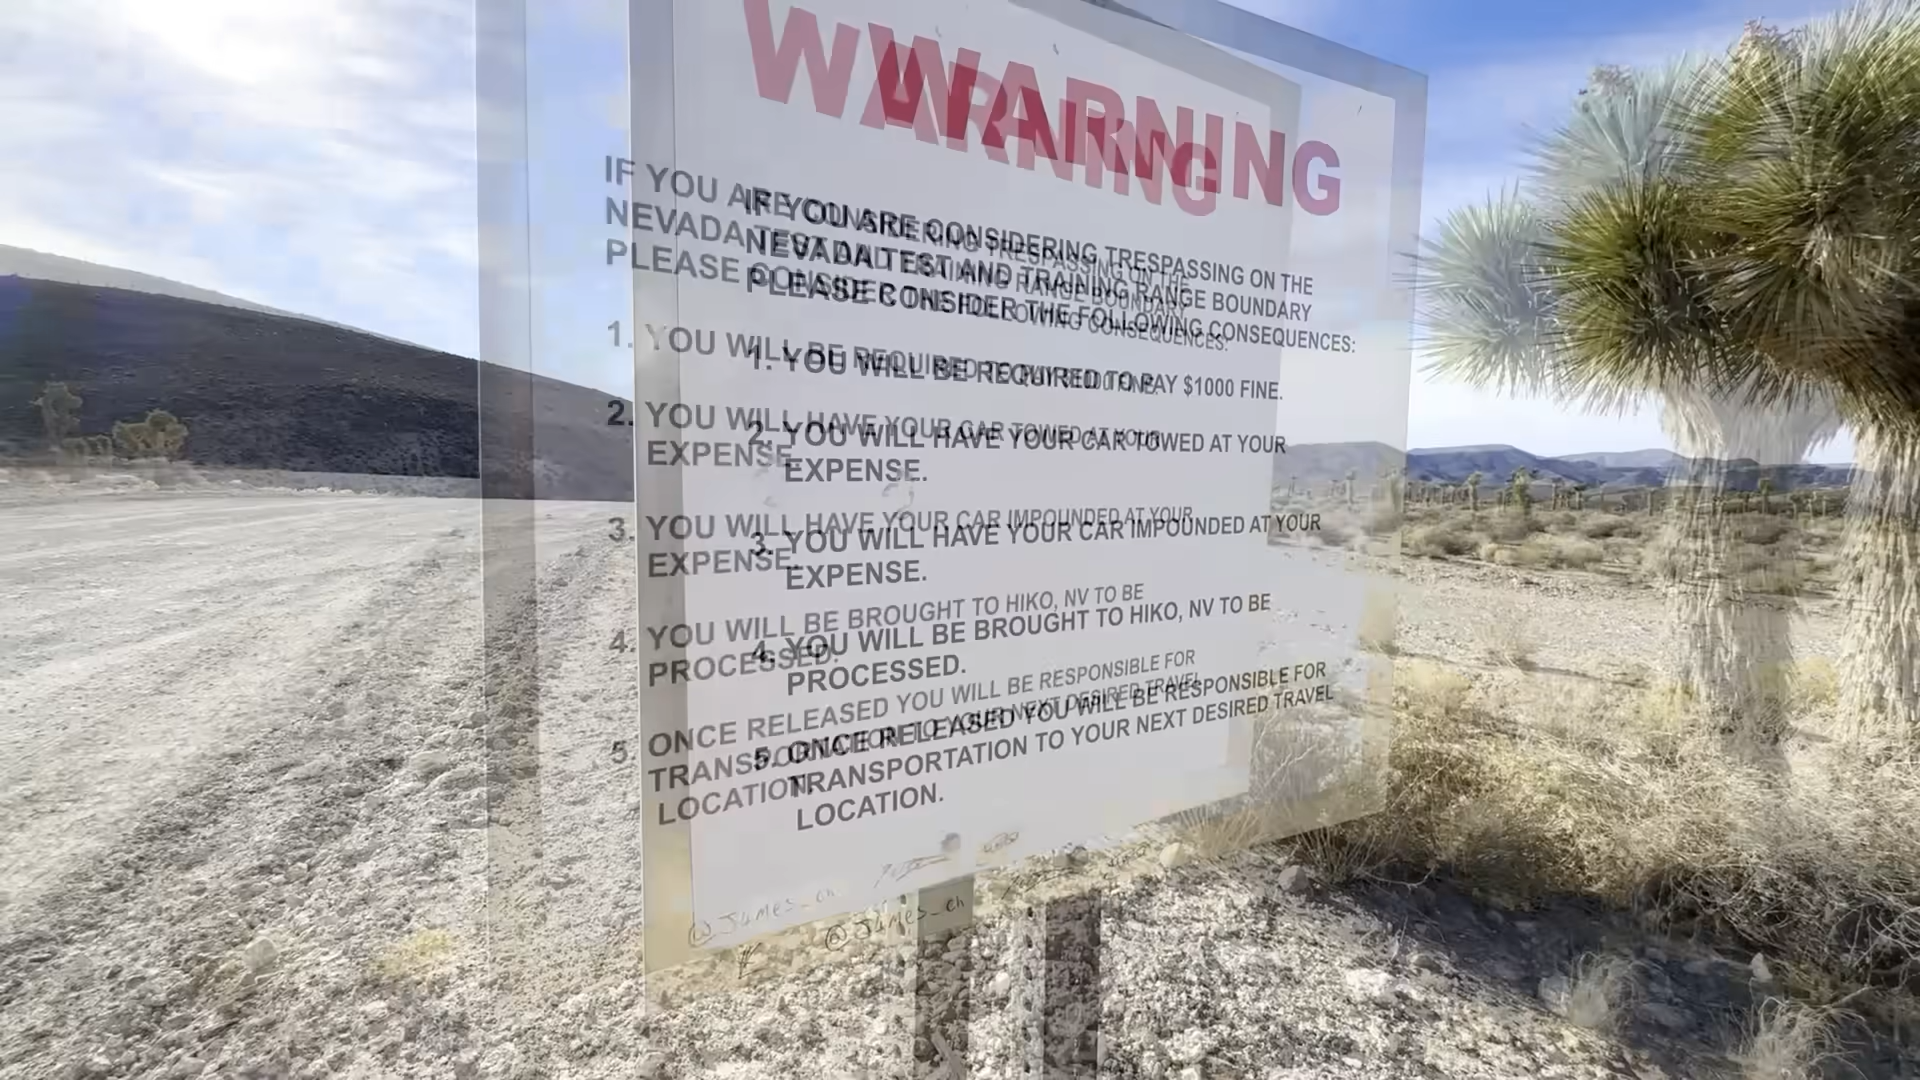 WARNING
IF YOU ARE CONSIDERING TRESPASSING ON THE
NEVADA TEST AND TRAINING RANGE BOUNDARY
PLEASE CONSIDER THE FOLLOWING CONSEQUENCES:
1. YOU WILL BE REQUIRED TO PAY $1000 FINE.
2. YOU WILL HAVE YOUR CAR TOWED AT YOUR
EXPENSE.
3. YOU WILL HAVE YOUR CAR IMPOUNDED AT YOUR
EXPENSE.
4. YOU WILL BE BROUGHT TO HIKO, NV TO BE
PROCESSED.
5. ONCE RELEASED YOU WILL BE RESPONSIBLE FOR
TRANSPORTATION TO YOUR NEXT DESIRED TRAVEL
LOCATION.